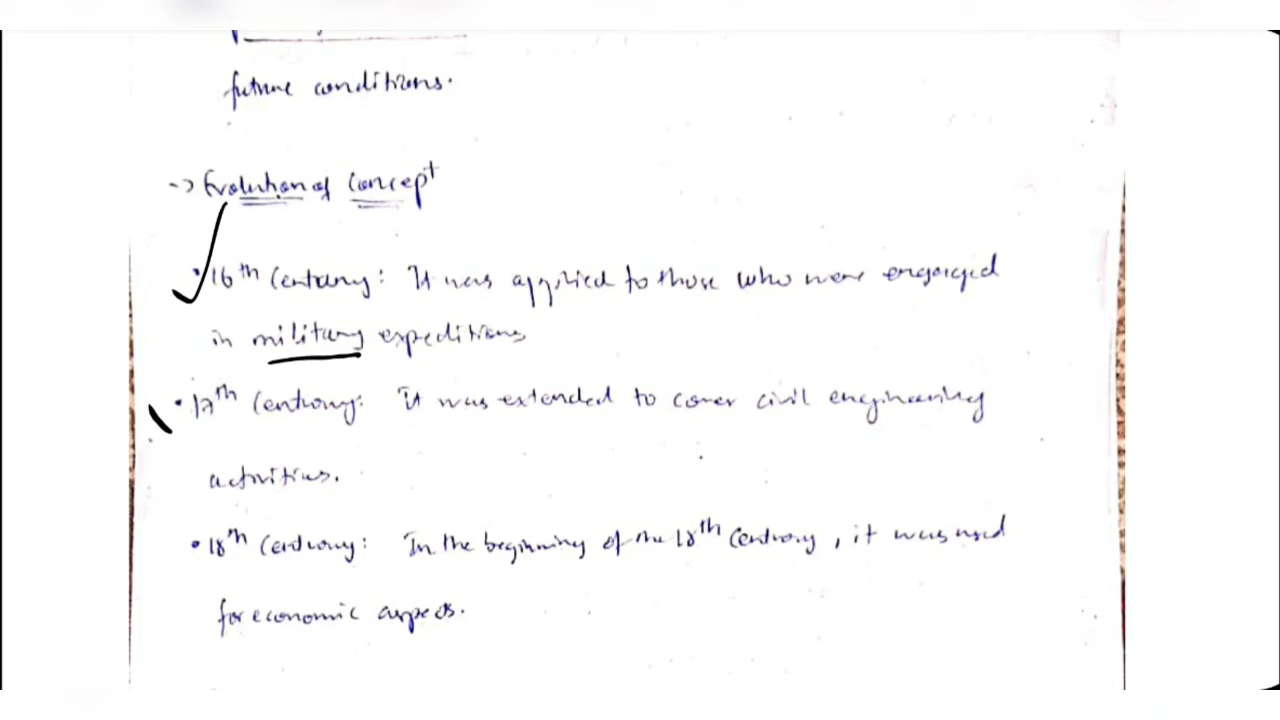 future conditions.
-> Evolution of Concept
• 16th Century: It was applied to those who were engaged
in military expeditions
• 17th Century: It was extended to cover civil engineering
activities.
• 18th Century: In the beginning of the 18th Century, it was used
for economic aspects.